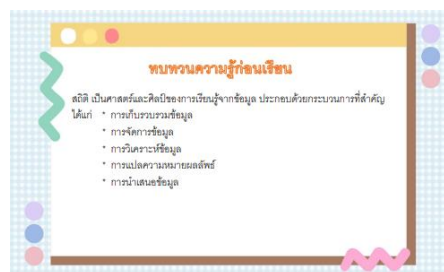 ทบทวนความรู้ก่อนเรียน
สถิติ เป็นศาสตร์และศิลป์ของการเรียนรู้จากข้อมูล ประกอบด้วยกระบวนการที่สำคัญ
ได้แก่ * การเก็บรวบรวมข้อมูล
* การจัดการข้อมูล
* การวิเคราะห์ข้อมูล
* การแปลความหมายผลลัพธ์
* การนำเสนอข้อมูล